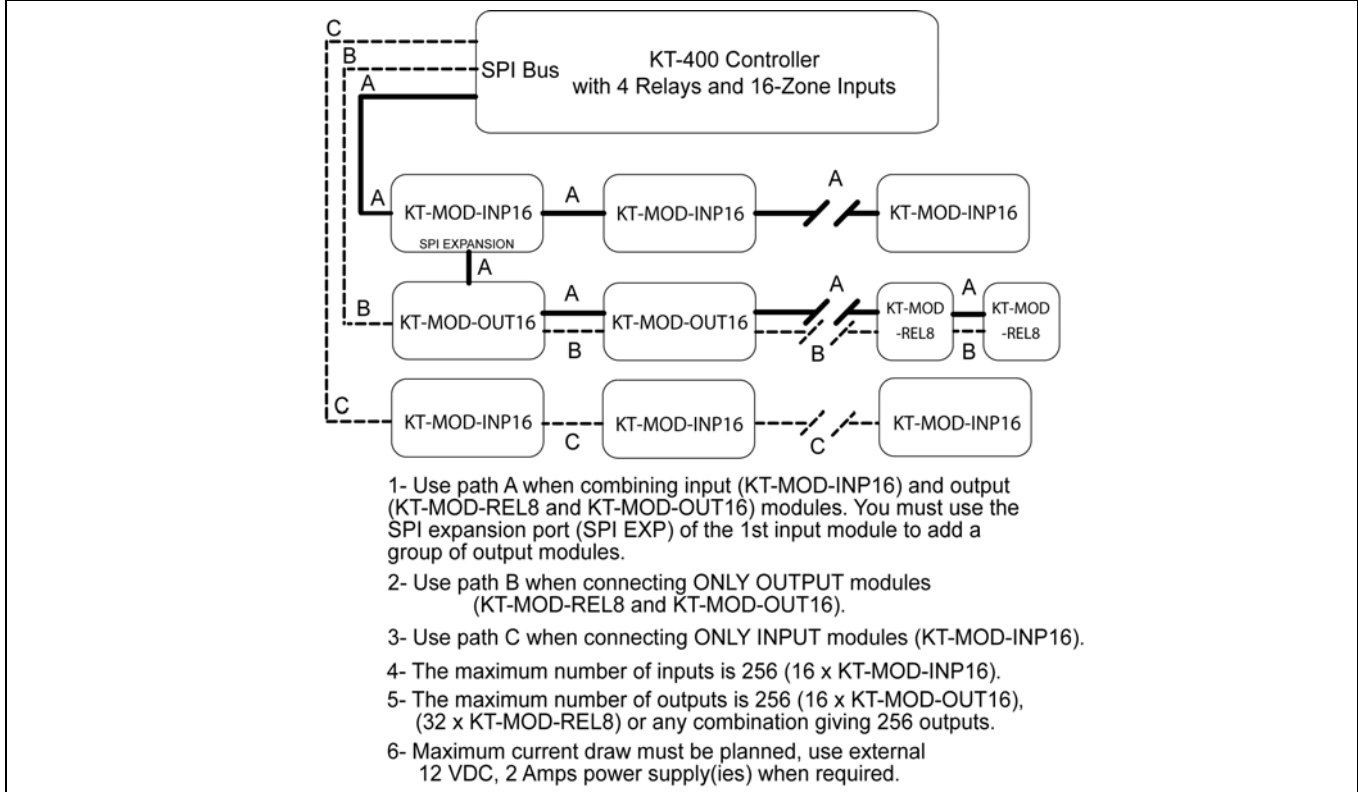 C
B
A
SPI Bus
KT-400 Controller
with 4 Relays and 16-Zone Inputs
A
KT-MOD-INP16
SPI EXPANSION
A
KT-MOD-INP16
A
KT-MOD-INP16
A
B
KT-MOD-OUT16
A
B
KT-MOD-OUT16
A
B
KT-MOD
-REL8
A
B
KT-MOD
-REL8
C
KT-MOD-INP16
C
KT-MOD-INP16
C
KT-MOD-INP16
1- Use path A when combining input (KT-MOD-INP16) and output
(KT-MOD-REL8 and KT-MOD-OUT16) modules. You must use the
SPI expansion port (SPI EXP) of the 1st input module to add a
group of output modules.
2- Use path B when connecting ONLY OUTPUT modules
(KT-MOD-REL8 and KT-MOD-OUT16).
3- Use path C when connecting ONLY INPUT modules (KT-MOD-INP16).
4- The maximum number of inputs is 256 (16 x KT-MOD-INP16).
5- The maximum number of outputs is 256 (16 x KT-MOD-OUT16),
(32 x KT-MOD-REL8) or any combination giving 256 outputs.
6- Maximum current draw must be planned, use external
12 VDC, 2 Amps power supply(ies) when required.